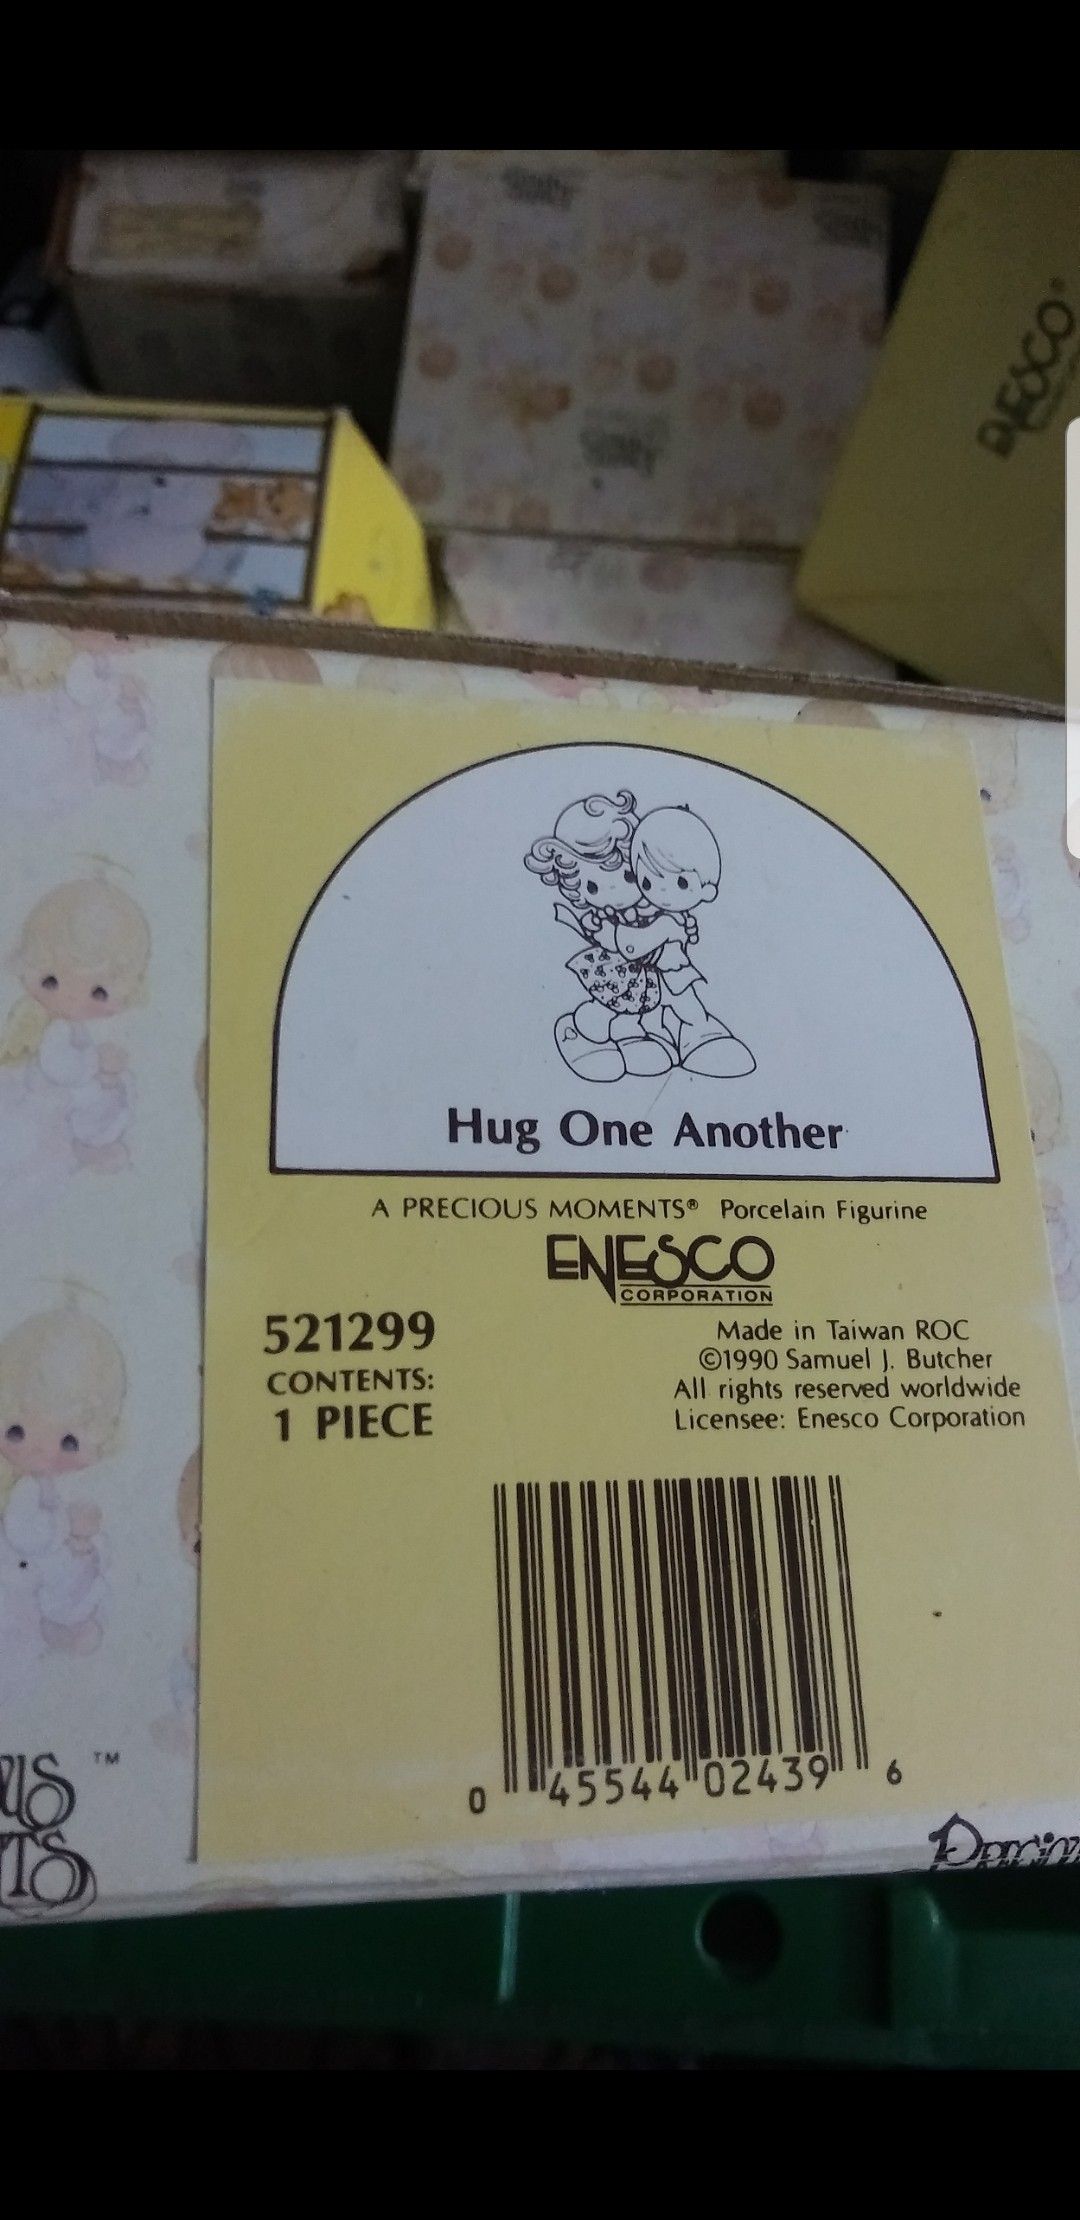 ENESCO
Hug One Another
A PRECIOUS MOMENTS® Porcelain Figurine
ENESCO
CORPORATION
521299
CONTENTS:
1 PIECE
Made in Taiwan ROC
©1990 Samuel J. Butcher
All rights reserved worldwide
Licensee: Enesco Corporation
0 45544 02439 6
TM